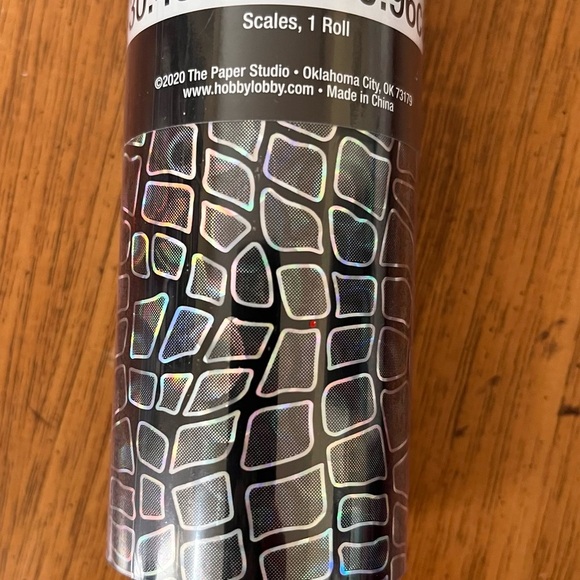 Scales, 1 Roll
©2020 The Paper Studio • Oklahoma City, OK 73179
www.hobbylobby.com • Made in China